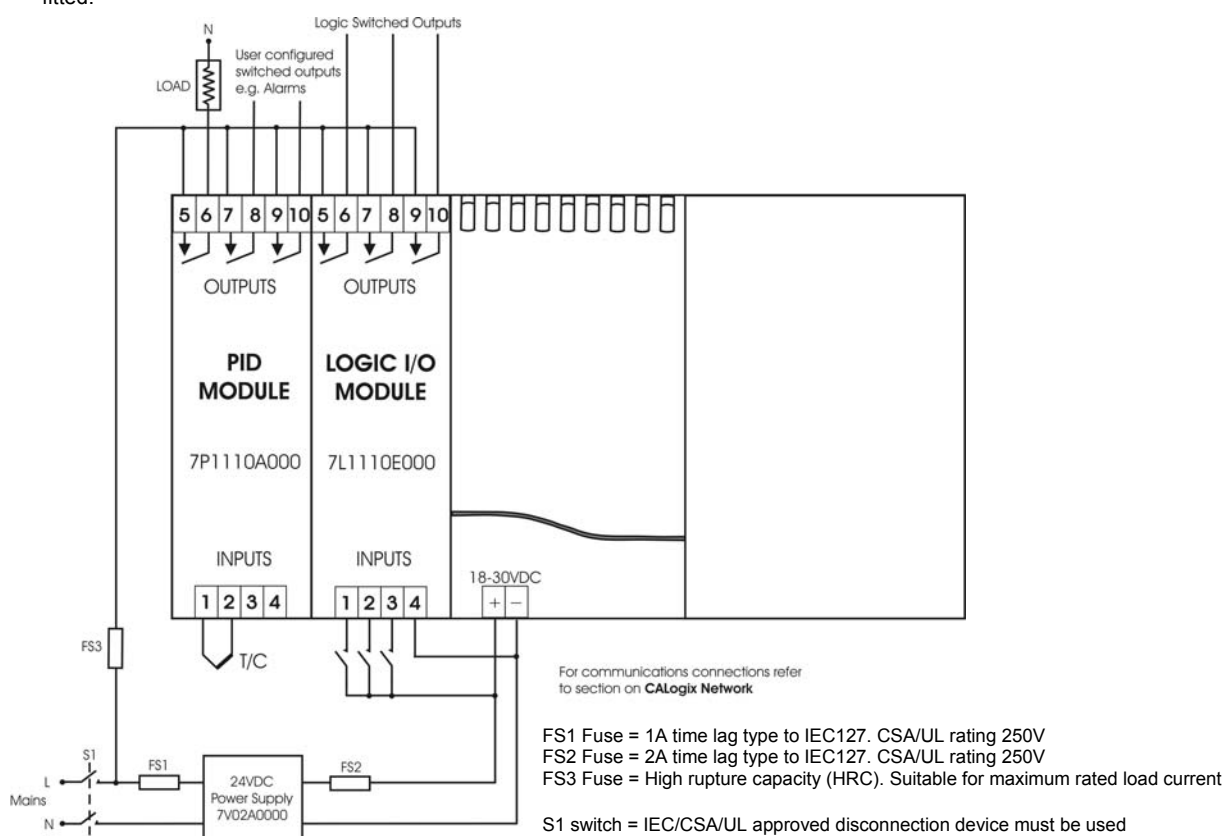 fitted.
Logic Switched Outputs
N
User configured
switched outputs
e.g. Alarms
LOAD
5 6 7 8 9 10 5 6 7 8 9 10
OUTPUTS OUTPUTS
PID
MODULE
LOGIC I/O
MODULE
7P1110A000 7L1110E000
INPUTS INPUTS
18-30VDC
1 2 3 4 1 2 3 4 + −
FS3
T/C
For communications connections refer
to section on CALogix Network
FS1 Fuse = 1A time lag type to IEC127. CSA/UL rating 250V
FS2 Fuse = 2A time lag type to IEC127. CSA/UL rating 250V
FS3 Fuse = High rupture capacity (HRC). Suitable for maximum rated load current
S1
FS1
FS2
L
Mains
N
24VDC
Power Supply
7V02A0000
S1 switch = IEC/CSA/UL approved disconnection device must be used